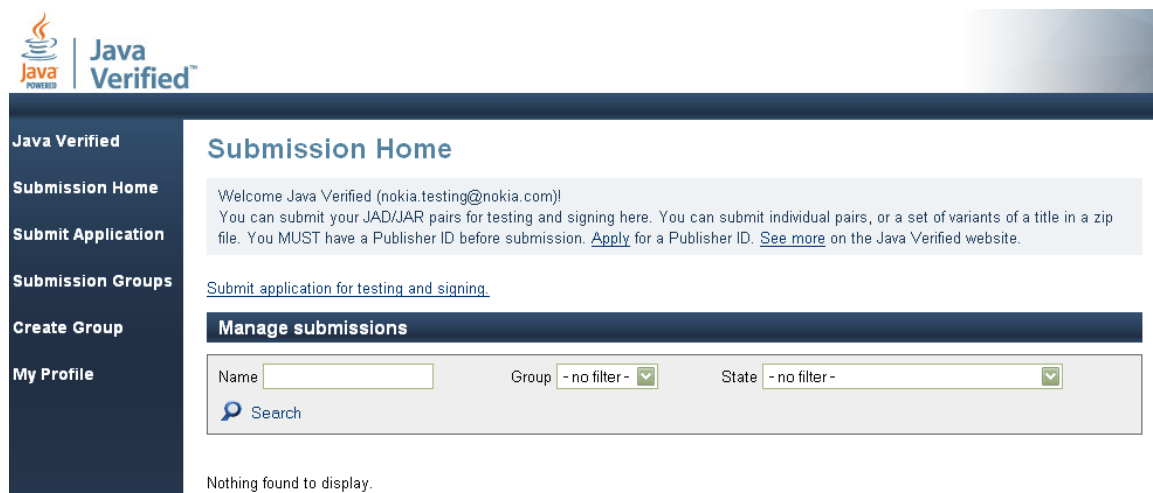 Java
POWERED
Java
Verified™
Java Verified
Submission Home
Submit Application
Submission Groups
Create Group
My Profile
Submission Home
Welcome Java Verified (nokia.testing@nokia.com)!
You can submit your JAD/JAR pairs for testing and signing here. You can submit individual pairs, or a set of variants of a title in a zip
file. You MUST have a Publisher ID before submission. Apply for a Publisher ID. See more on the Java Verified website.
Submit application for testing and signing.
Manage submissions
Name Group - no filter - State - no filter -
Search
Nothing found to display.